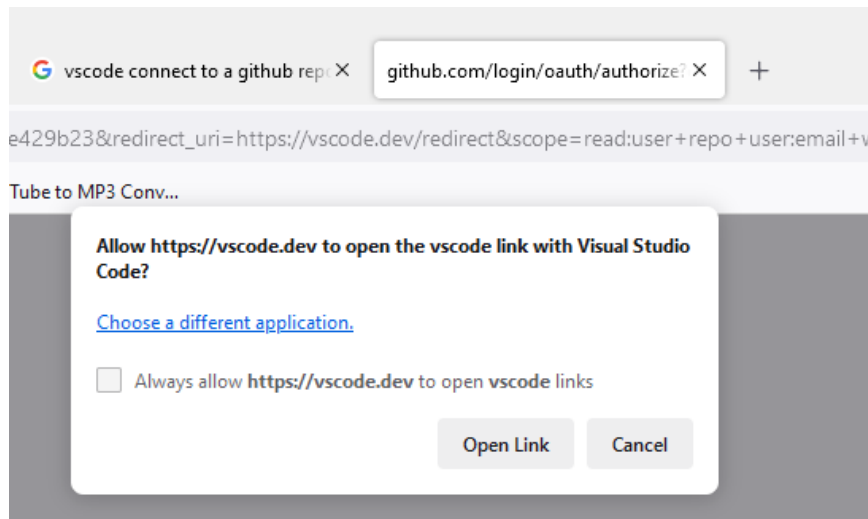 vscode connect to a github rep
github.com/login/oauth/authorize?
e429b23&redirect_uri=https://vscode.dev/redirect&scope=read:user+repo+user:email+w
Tube to MP3 Conv...
Allow https://vscode.dev to open the vscode link with Visual Studio
Code?
Choose a different application.
Always allow https://vscode.dev to open vscode links
Open Link Cancel